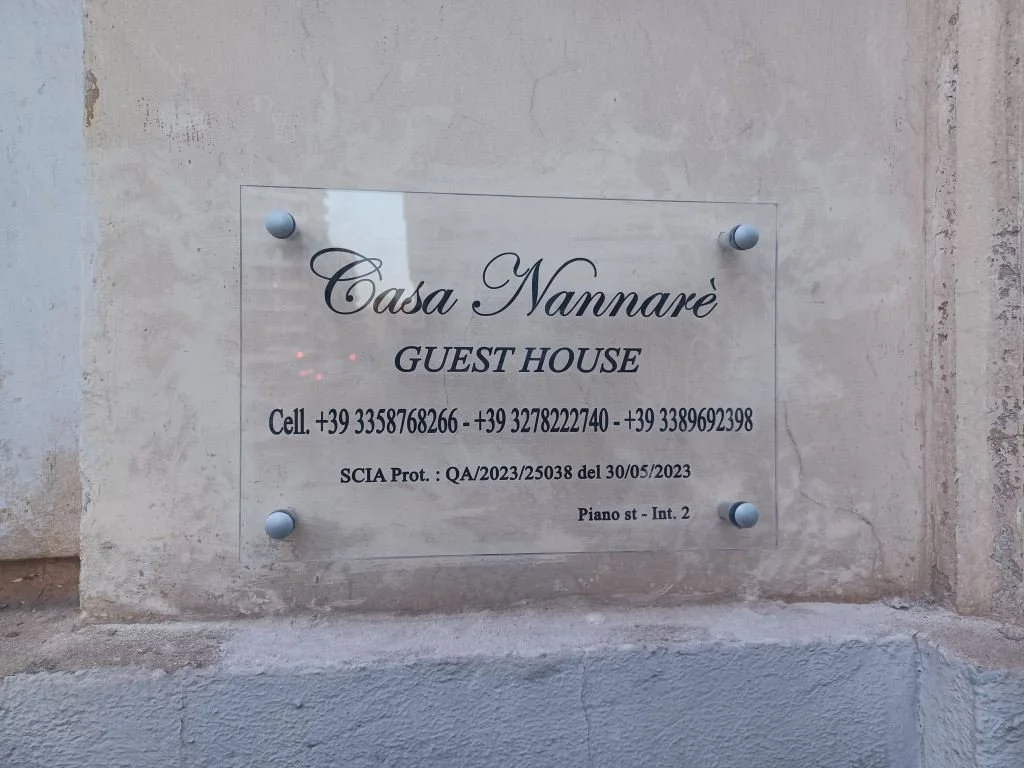 Casa Nannarè
GUEST HOUSE
Cell. +39 3358768266 - +39 3278222740 - +39 3389692398
SCIA Prot. : QA/2023/25038 del 30/05/2023
Piano st - Int. 2